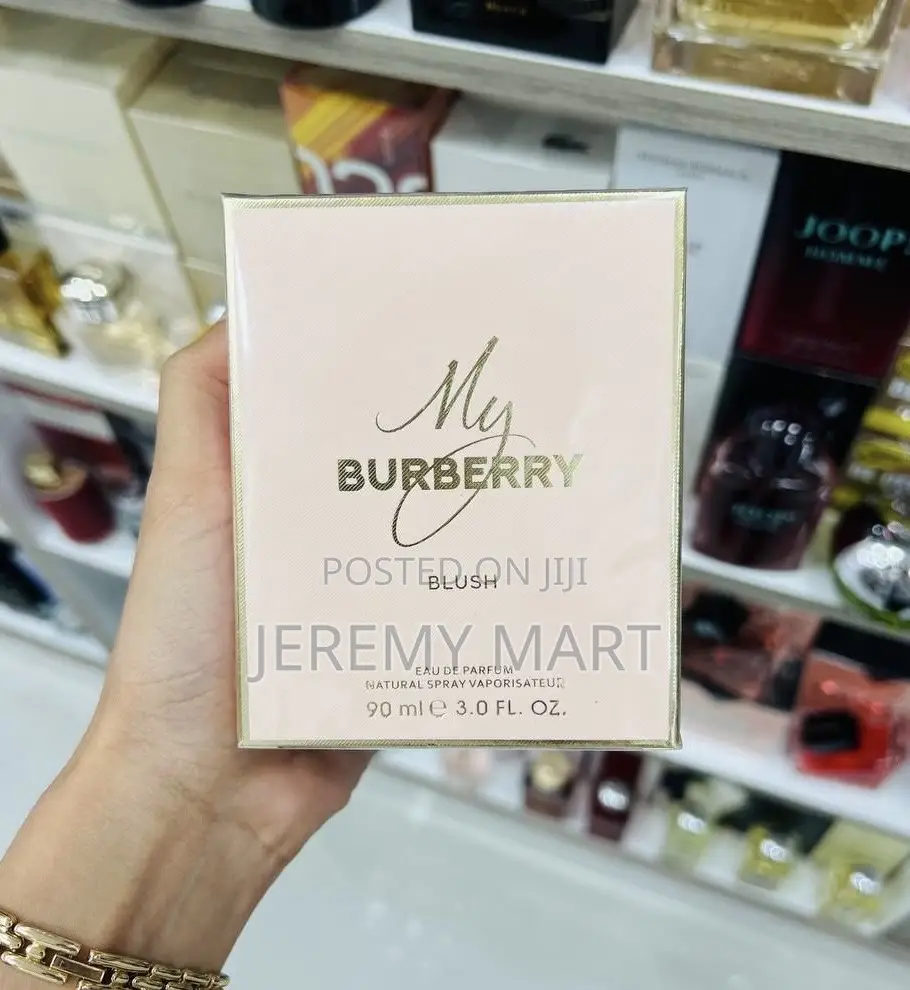 JOOP!
HOMME
My
BURBERRY
POSTED ON JIJI
BLUSH
JEREMY MART
EAU DE PARFUM
NATURAL SPRAY VAPORISATEUR
90 ml ℮ 3.0 FL. OZ.